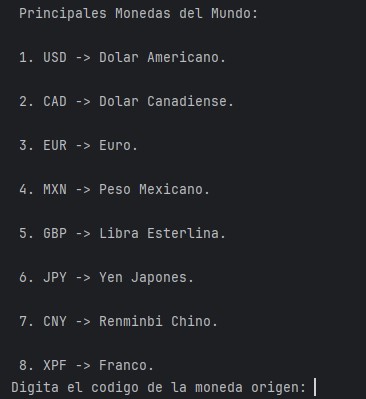 Principales Monedas del Mundo:
1. USD -> Dolar Americano.
2. CAD -> Dolar Canadiense.
3. EUR -> Euro.
4. MXN -> Peso Mexicano.
5. GBP -> Libra Esterlina.
6. JPY -> Yen Japones.
7. CNY -> Renminbi Chino.
8. XPF -> Franco.
Digita el codigo de la moneda origen: